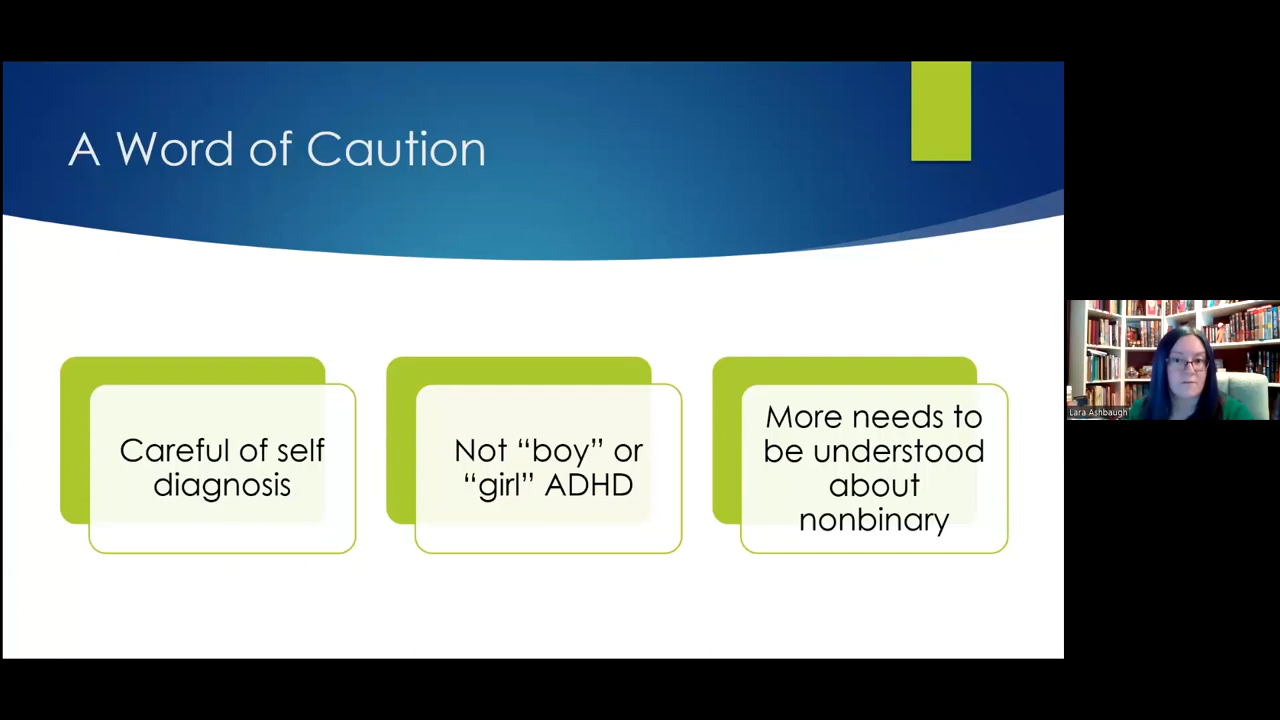 A Word of Caution
Careful of self
diagnosis
Not “boy” or
“girl” ADHD
More needs to
be understood
about
nonbinary
Lara Ashbaugh